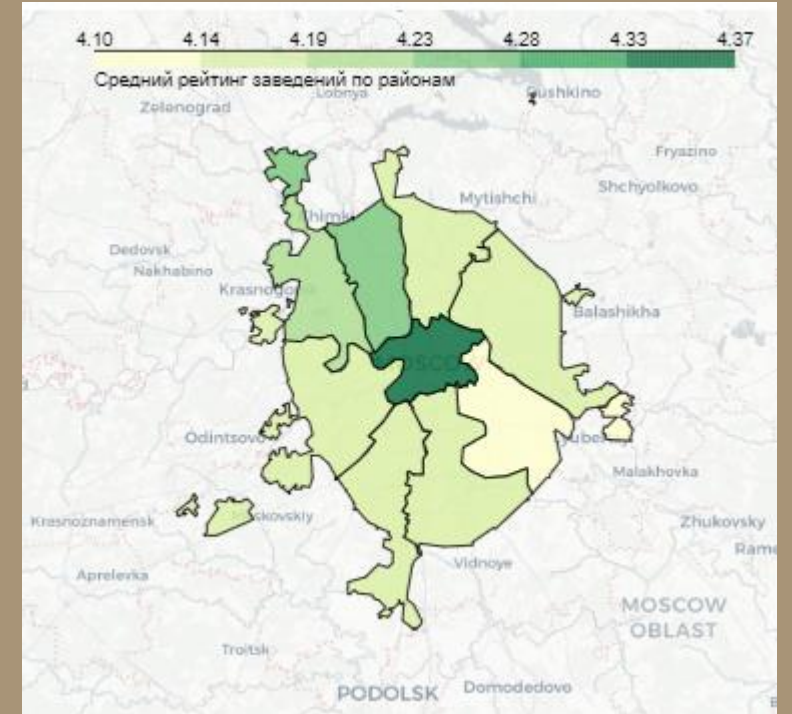 4.10 4.14 4.19 4.23 4.28 4.33 4.37
Средний рейтинг заведений по районам
Lobnya
Pushkino
Zelenograd
Fryazino
Shchyolkovo
Mytishchi
Dedovsk
Nakhabino
Balashikha
Odintsovo
Malakhovka
Krasnoznamensk
Zhukovsky
Vidnoye
Aprelevka
MOSCOW
OBLAST
Troitsk
PODOLSK
Domodedovo